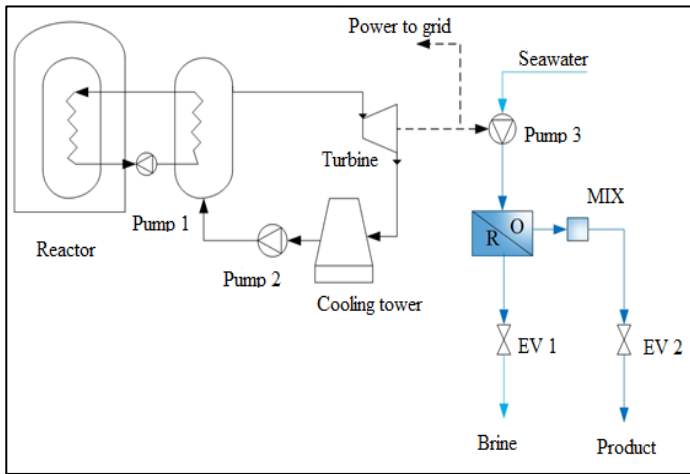 Power to grid
Seawater
Pump 3
Turbine
MIX
R O
Pump 1
Reactor
Pump 2
Cooling tower
EV 1
EV 2
Brine
Product